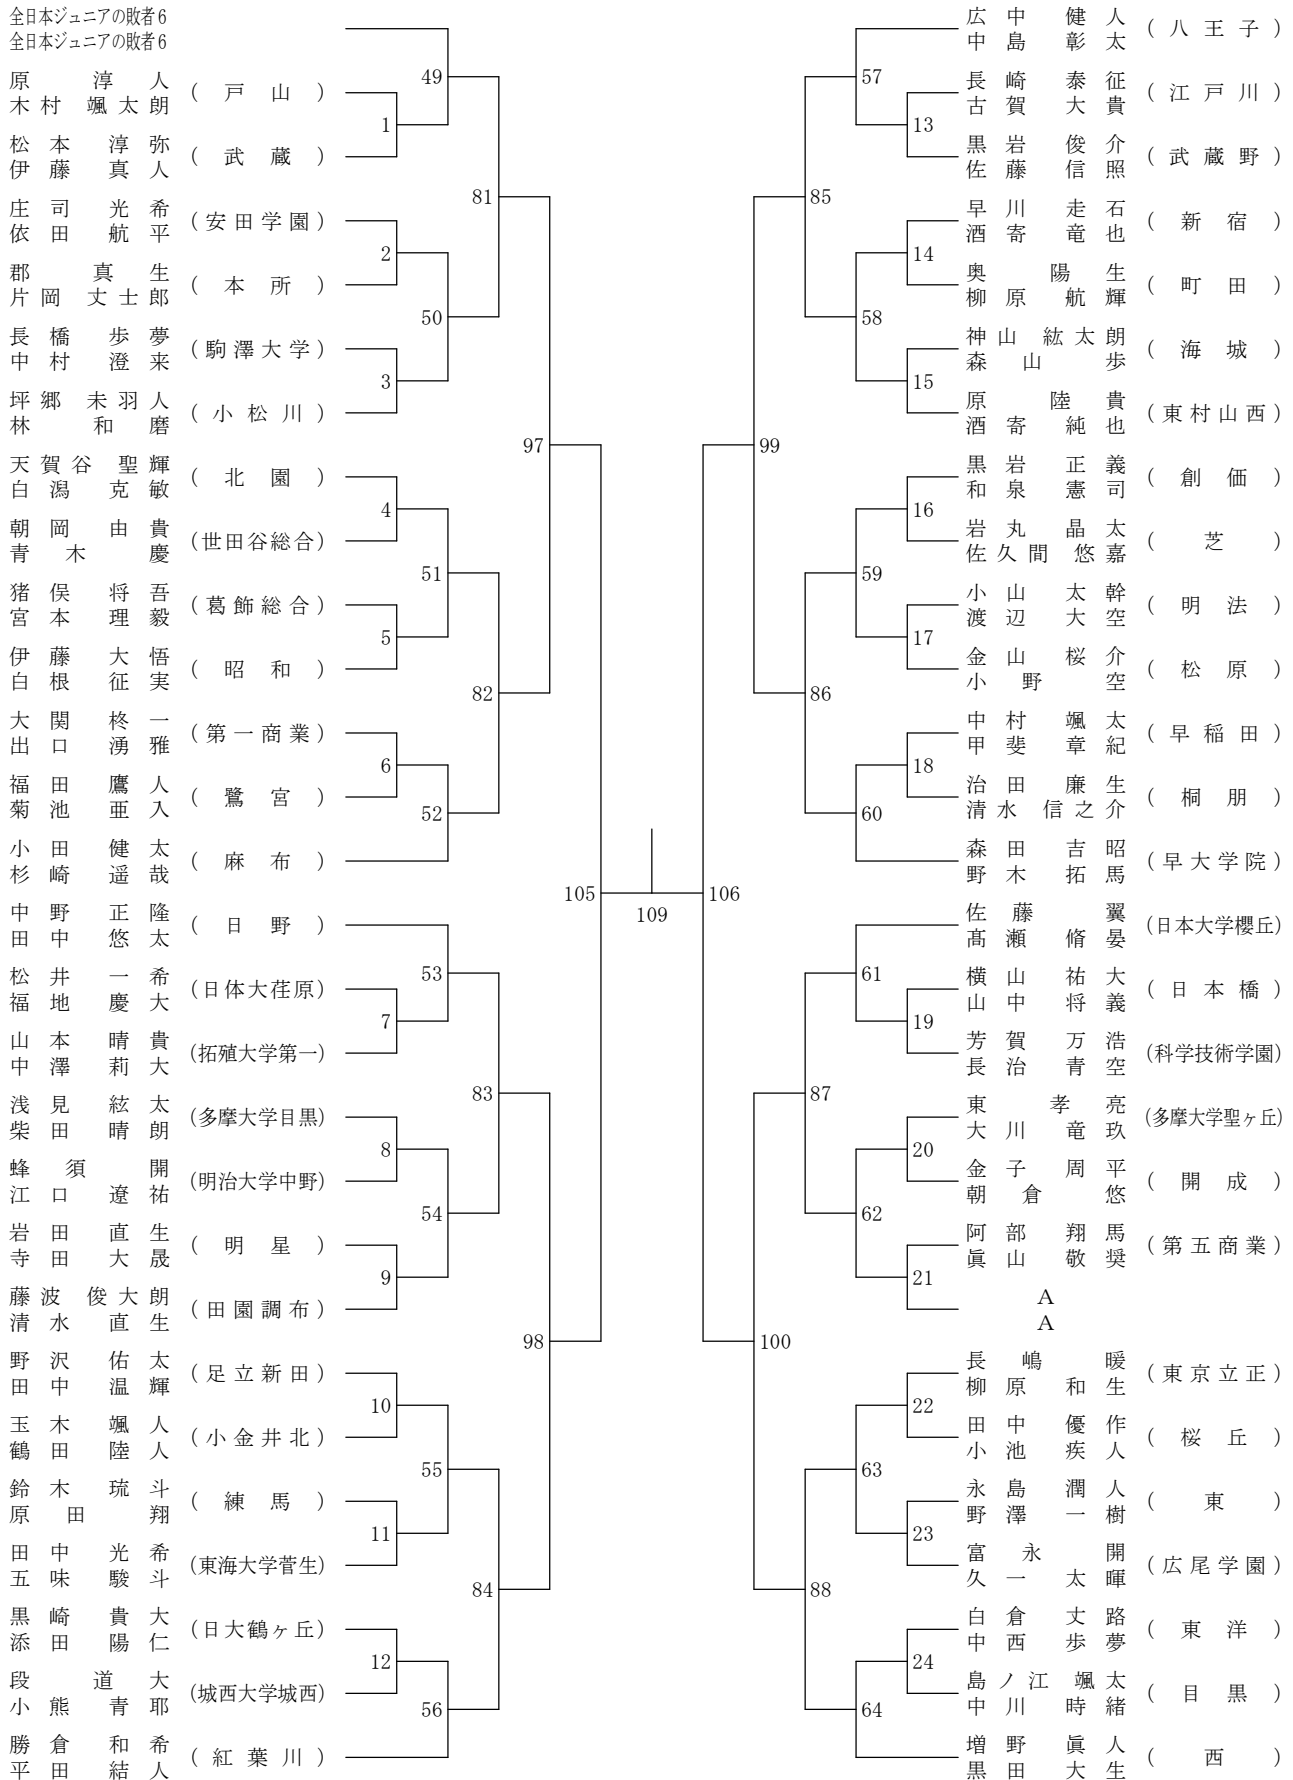 全日本ジュニアの敗者6
全日本ジュニアの敗者6
原 淳人
木村 颯太朗
(戸山)
松本 淳弥
伊藤 真人
(武蔵)
庄司 光希
依田 航平
(安田学園)
郡 真生
片岡 丈士郎
(本所)
長橋 歩夢
中村 澄来
(駒澤大学)
坪郷 未羽人
林 和磨
(小松川)
天賀谷 聖輝
白潟 克敏
(北園)
朝岡 由貴
青木 慶
(世田谷総合)
猪俣 将吾
宮本 理毅
(葛飾総合)
伊藤 大悟
白根 征実
(昭和)
大関 柊一
出口 湧雅
(第一商業)
福田 鷹人
菊池 亜入
(鷺宮)
小田 健太
杉崎 遥哉
(麻布)
中野 正隆
田中 悠太
(日野)
松井 一希
福地 慶大
(日体大荏原)
山本 晴貴
中澤 莉大
(拓殖大学第一)
浅見 絃太
柴田 晴朗
(多摩大学目黒)
蜂須 開
江口 遼祐
(明治大学中野)
岩田 直生
寺田 大晟
(明星)
藤波 俊大朗
清水 直生
(田園調布)
野沢 佑太
田中 温輝
(足立新田)
玉木 颯人
鶴田 陸人
(小金井北)
鈴木 琉斗
原田 翔
(練馬)
田中 光希
五味 駿斗
(東海大学菅生)
黒崎 貴大
添田 陽仁
(日大鶴ヶ丘)
段 道大
小熊 青耶
(城西大学城西)
勝倉 和希
平田 結人
(紅葉川)
1
2
3
4
5
6
7
8
9
10
11
12
49
50
51
52
53
54
55
56
81
82
83
84
97
98
105
109
106
99
100
85
86
87
88
57
58
59
60
61
62
63
64
13
14
15
16
17
18
19
20
21
22
23
24
広中 健人
中島 彰太
(八王子)
長崎 泰征
古賀 大貴
(江戸川)
黒岩 俊介
佐藤 信照
(武蔵野)
早川 走石
酒寄 竜也
(新宿)
奥 陽生
柳原 航輝
(町田)
神山 紘太朗
森山 歩
(海城)
原 陸貴
酒寄 純也
(東村山西)
黒岩 正義
和泉 憲司
(創価)
岩丸 晶太
佐久間 悠嘉
(芝)
小山 太幹
渡辺 大空
(明法)
金山 桜介
小野 空
(松原)
中村 颯太
甲斐 章紀
(早稲田)
治田 廉生
清水 信之介
(桐朋)
森田 吉昭
野木 拓馬
(早大学院)
佐藤 翼
髙瀬 脩晏
(日本大学櫻丘)
横山 祐大
山中 将義
(日本橋)
芳賀 万浩
長治 青空
(科学技術学園)
東 孝亮
大川 竜玖
(多摩大学聖ヶ丘)
金子 周平
朝倉 悠
(開成)
阿部 翔馬
眞山 敬奨
(第五商業)
A
A
長嶋 暖
柳原 和生
(東京立正)
田中 優作
小池 疾人
(桜丘)
永島 潤人
野澤 一樹
(東)
富永 開
久一 太暉
(広尾学園)
白倉 丈路
中西 歩夢
(東洋)
島ノ江 颯太
中川 時緒
(目黒)
増野 眞人
黒田 大生
(西)